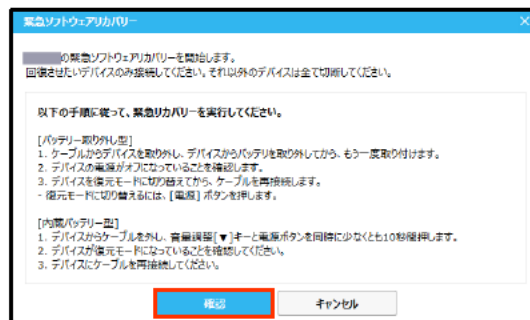 緊急ソフトウェアリカバリー
の緊急ソフトウェアリカバリーを開始します。
回復させたいデバイスのみ接続してください。それ以外のデバイスは全て切断してください。
以下の手順に従って、緊急リカバリーを実行してください。
[バッテリー取り外し型]
1. ケーブルからデバイスを取り外し、デバイスからバッテリを取り外してから、もう一度取り付けます。
2. デバイスの電源がオフになっていることを確認します。
3. デバイスを復元モードに切り替えてから、ケーブルを再接続します。
- 復元モードに切り替えるには、[電源] ボタンを押します。
[内蔵バッテリー型]
1. デバイスからケーブルを外し、音量調整[▼]キーと電源ボタンを同時に少なくとも10秒間押します。
2. デバイスが復元モードになっていることを確認してください。
3. デバイスにケーブルを再接続してください。
確認
キャンセル